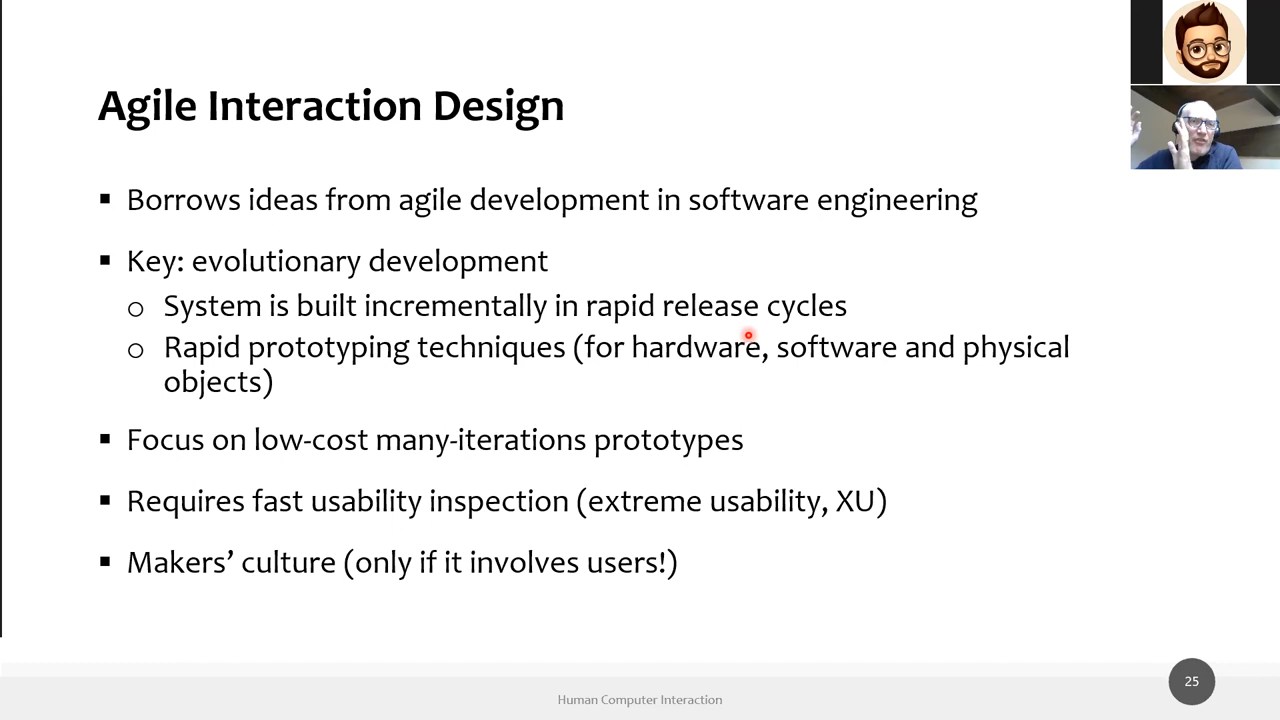 Agile Interaction Design
▪ Borrows ideas from agile development in software engineering
▪ Key: evolutionary development
o System is built incrementally in rapid release cycles
o Rapid prototyping techniques (for hardware, software and physical
objects)
▪ Focus on low-cost many-iterations prototypes
▪ Requires fast usability inspection (extreme usability, XU)
▪ Makers’ culture (only if it involves users!)
25
Human Computer Interaction